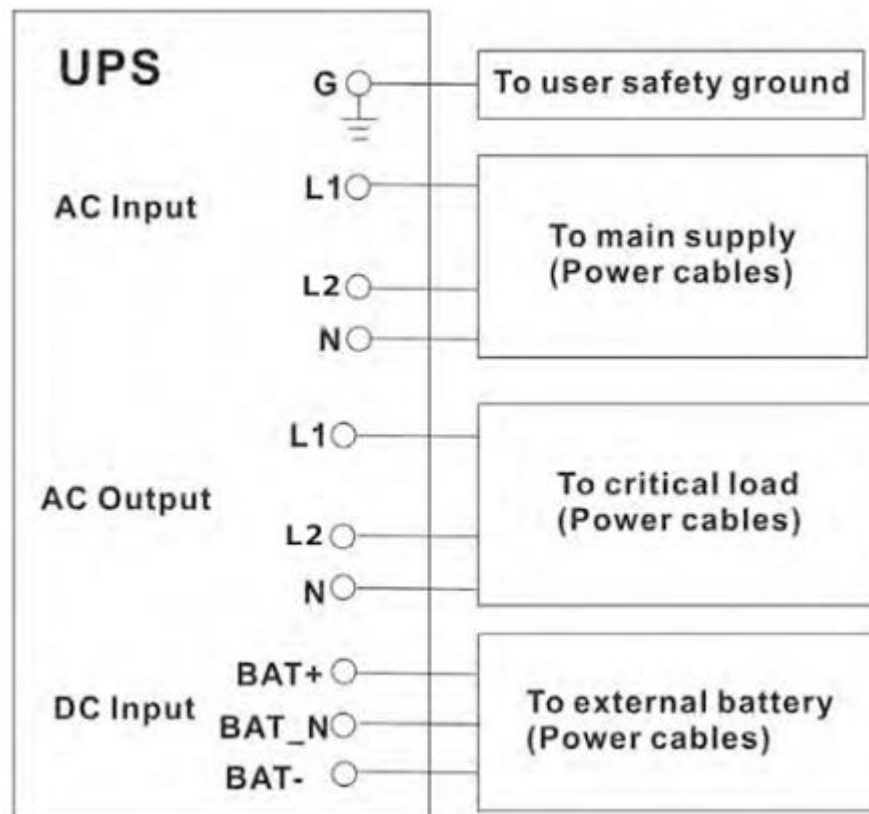 UPS
G
To user safety ground
AC Input
L1
L2
N
To main supply
(Power cables)
AC Output
L1
L2
N
To critical load
(Power cables)
DC Input
BAT+
BAT_N
BAT-
To external battery
(Power cables)